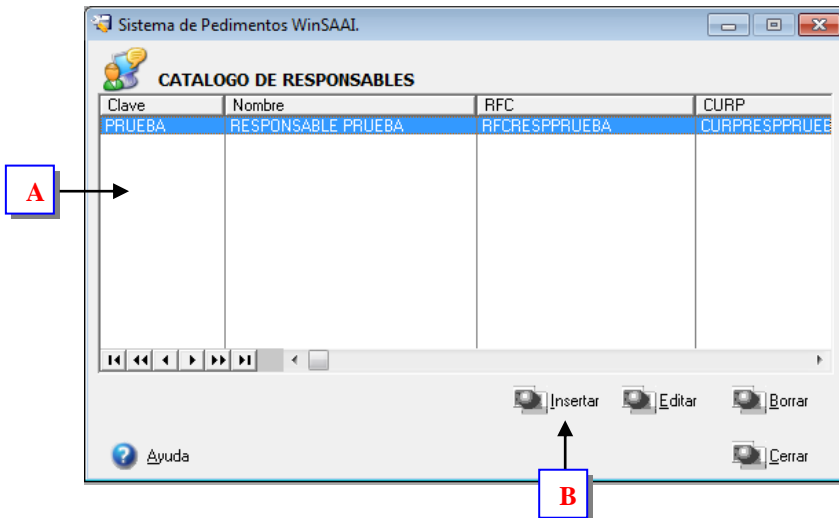 Sistema de Pedimentos WinSAAI.
CATALOGO DE RESPONSABLES
Clave Nombre RFC CURP
PRUEBA RESPONSABLE PRUEBA RFCRESPPRUEBA CURPRESPPRUEB
A
Insertar Editar Borrar
Ayuda Cerrar
B